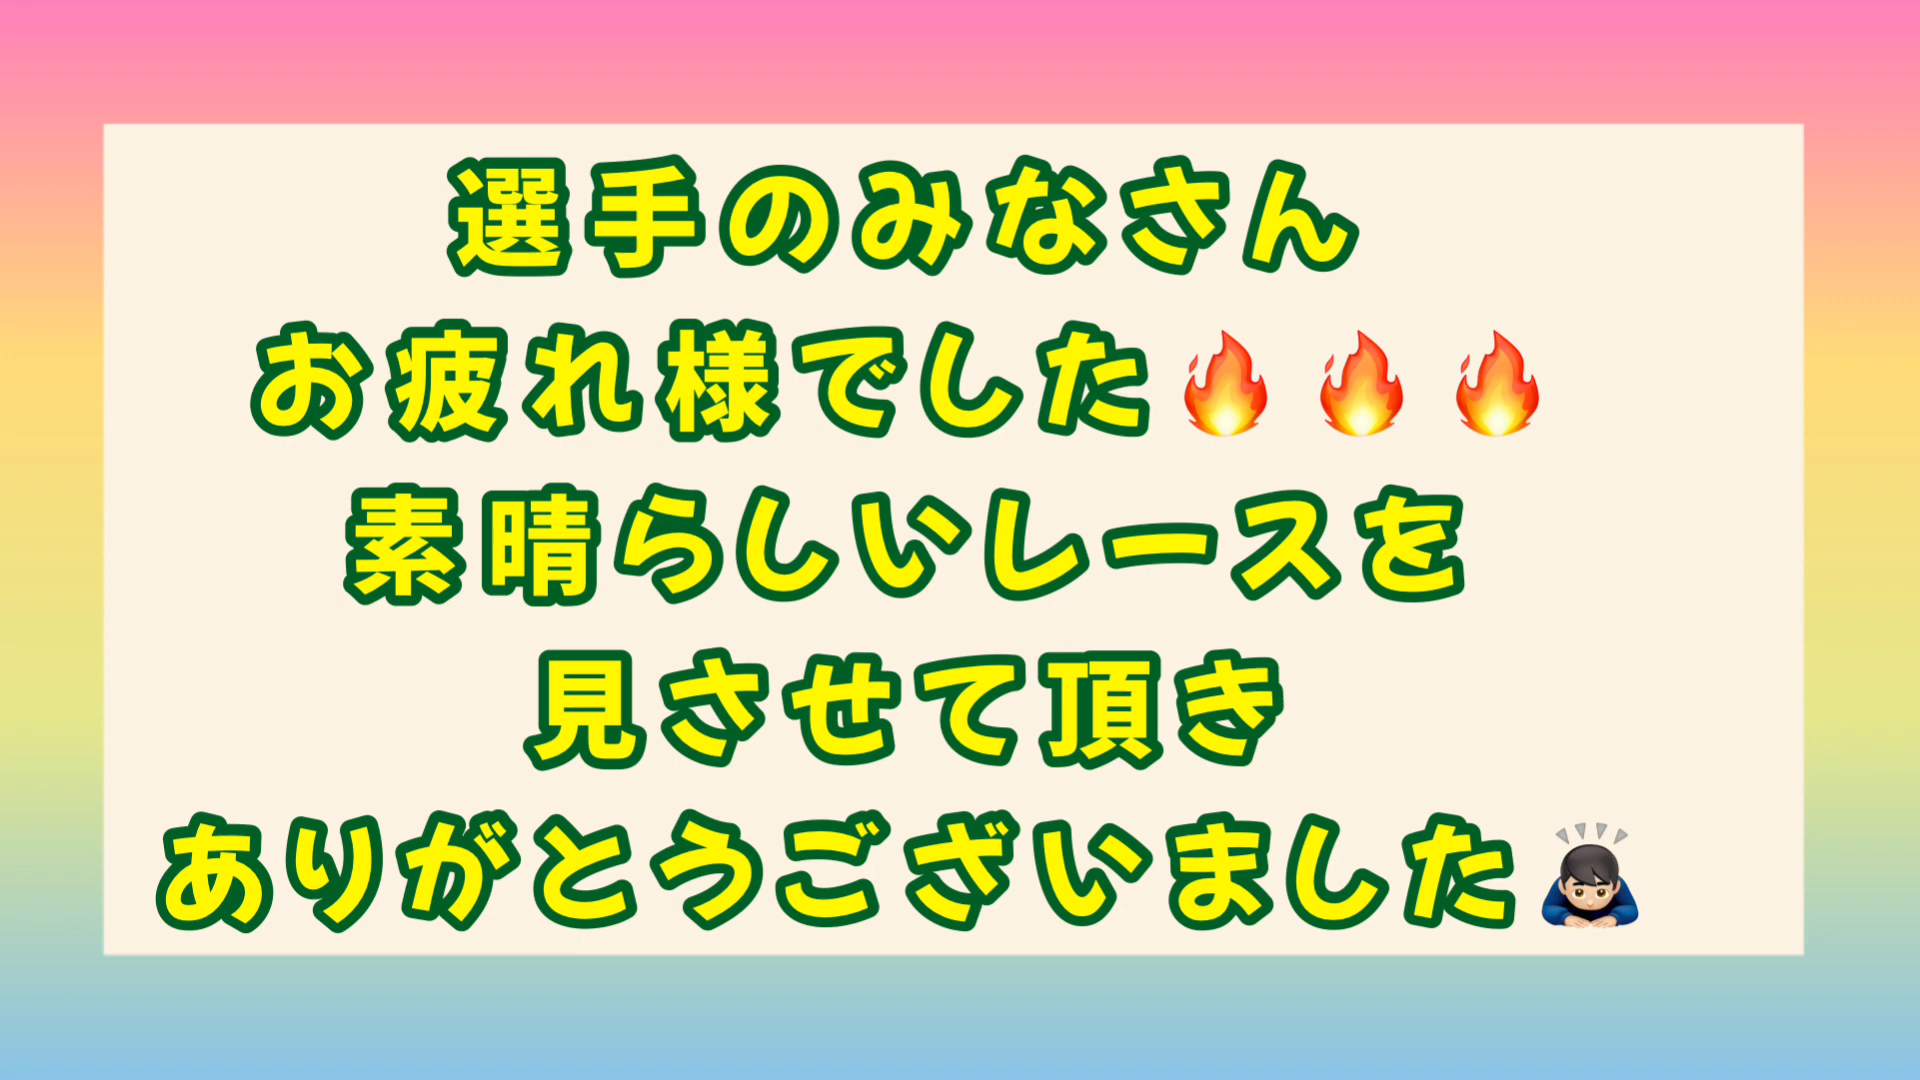 選手のみなさん
お疲れ様でした🔥🔥🔥
素晴らしいレースを
見させて頂き
ありがとうございました🙇🏻‍♂️